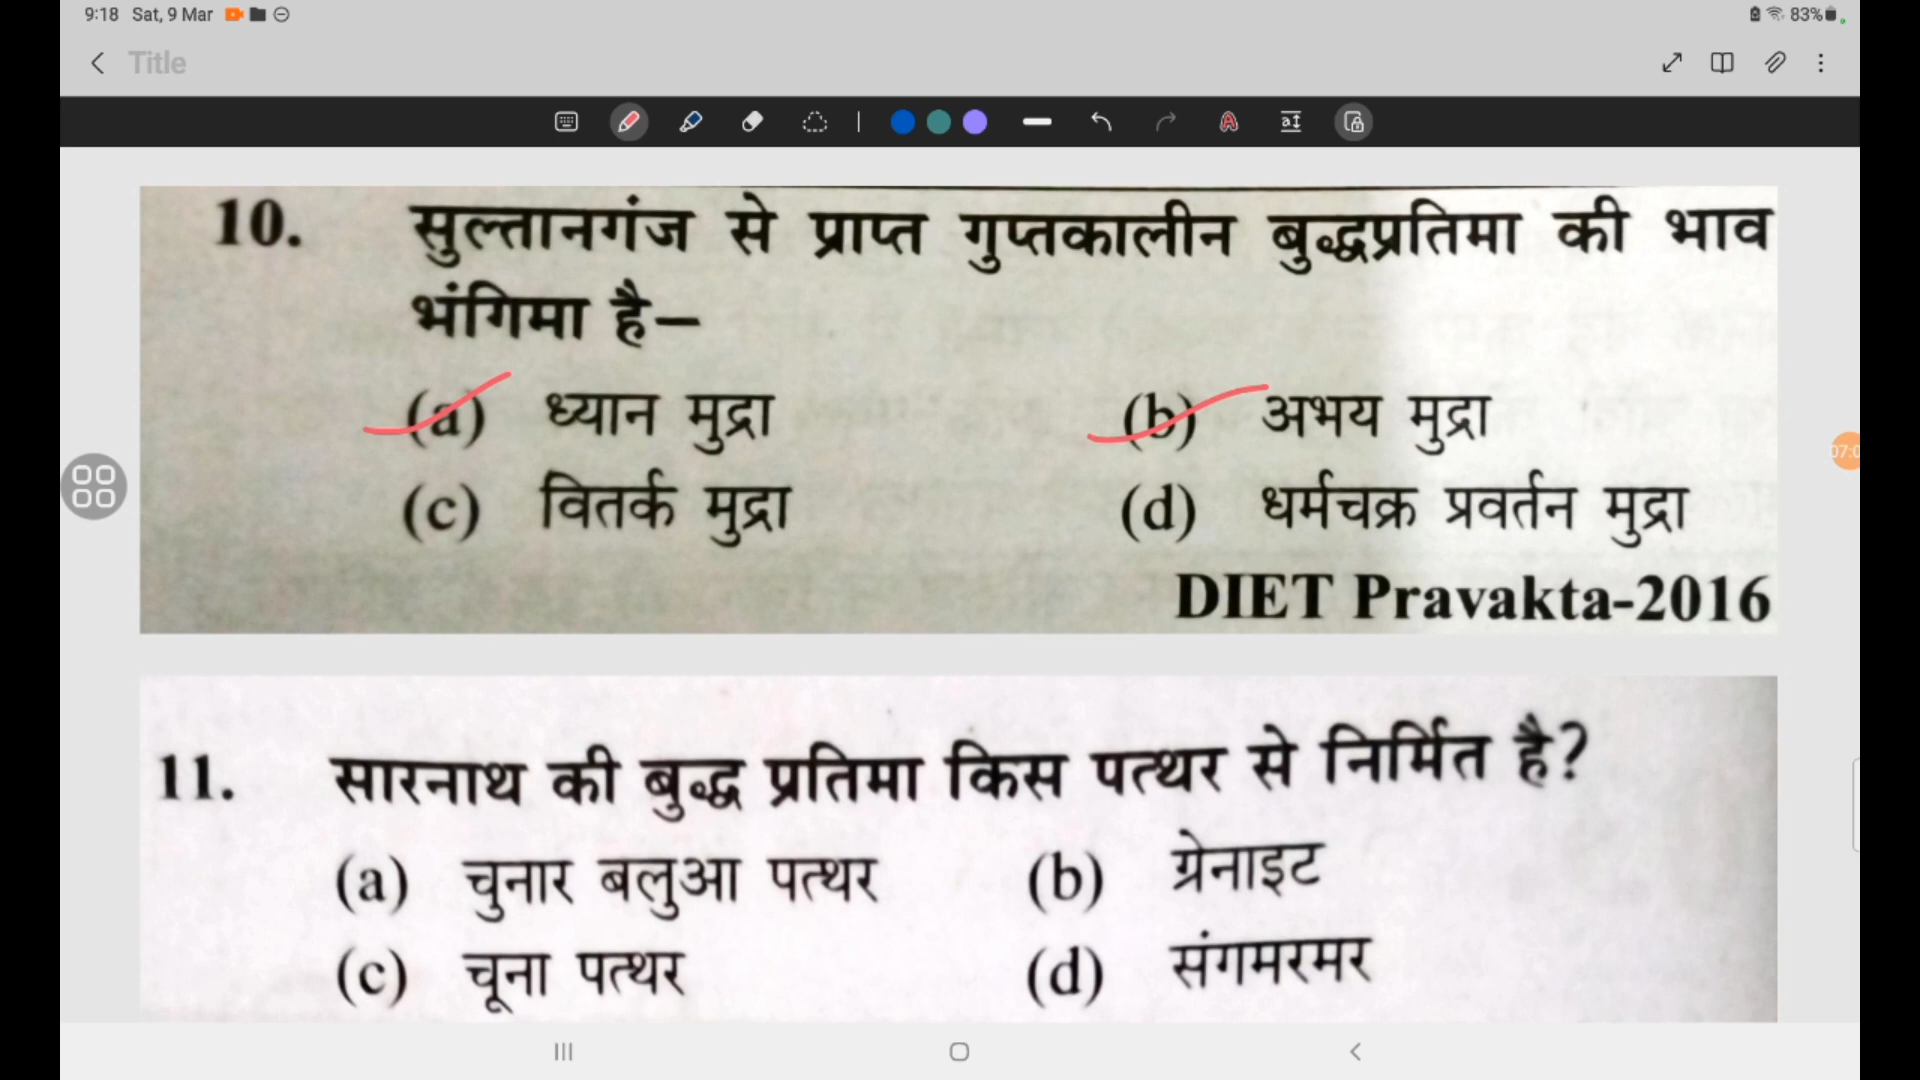 9:18 Sat, 9 Mar
83%
Title
10. सुल्तानगंज से प्राप्त गुप्तकालीन बुद्धप्रतिमा की भाव
भंगिमा है–
(a) ध्यान मुद्रा (b) अभय मुद्रा
(c) वितर्क मुद्रा (d) धर्मचक्र प्रवर्तन मुद्रा
DIET Pravakta-2016
11. सारनाथ की बुद्ध प्रतिमा किस पत्थर से निर्मित है?
(a) चुनार बलुआ पत्थर (b) ग्रेनाइट
(c) चूना पत्थर (d) संगमरमर